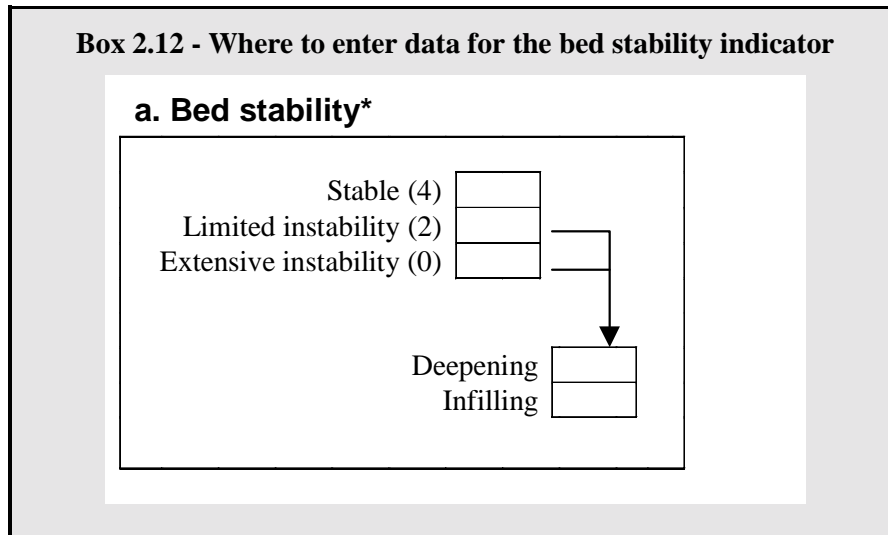 Box 2.12 - Where to enter data for the bed stability indicator
a. Bed stability*
Stable (4)
Limited instability (2)
Extensive instability (0)
Deepening
Infilling